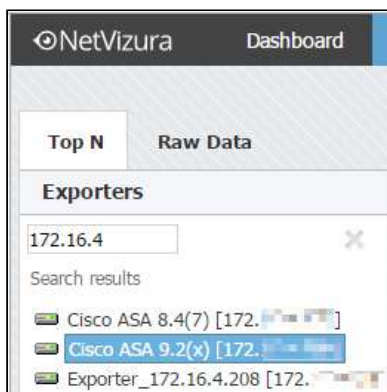 NetVizura Dashboard
Top N Raw Data
Exporters
172.16.4
Search results
Cisco ASA 8.4(7) [172. ]
Cisco ASA 9.2(x) [172.
Exporter_172.16.4.208 [172.